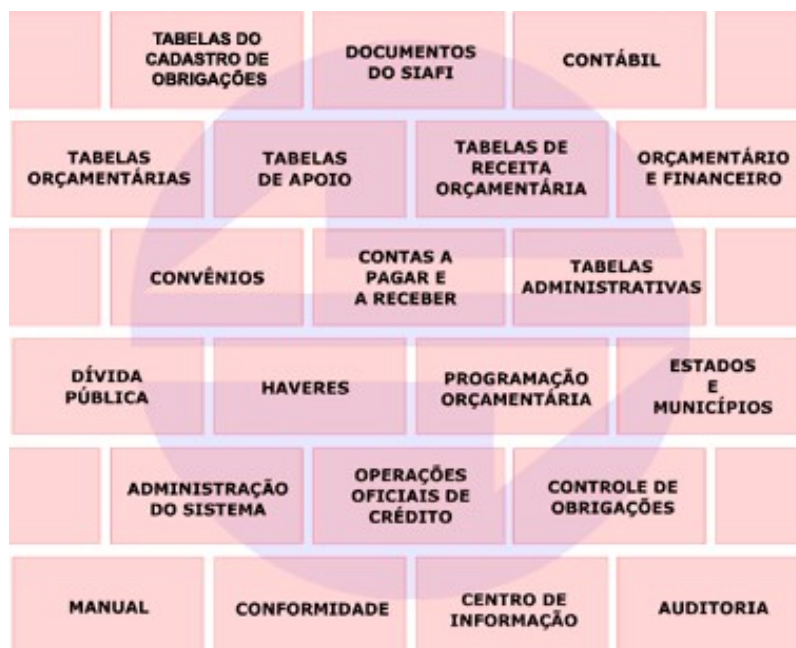 TABELAS DO
CADASTRO DE
OBRIGAÇÕES
DOCUMENTOS
DO SIAFI
CONTÁBIL
TABELAS
ORÇAMENTÁRIAS
TABELAS
DE APOIO
TABELAS DE
RECEITA
ORÇAMENTÁRIA
ORÇAMENTÁRIO
E FINANCEIRO
CONVÊNIOS
CONTAS A
PAGAR E
A RECEBER
TABELAS
ADMINISTRATIVAS
DÍVIDA
PÚBLICA
HAVERES
PROGRAMAÇÃO
ORÇAMENTÁRIA
ESTADOS
E
MUNICÍPIOS
ADMINISTRAÇÃO
DO SISTEMA
OPERAÇÕES
OFICIAIS DE
CRÉDITO
CONTROLE DE
OBRIGAÇÕES
MANUAL
CONFORMIDADE
CENTRO DE
INFORMAÇÃO
AUDITORIA